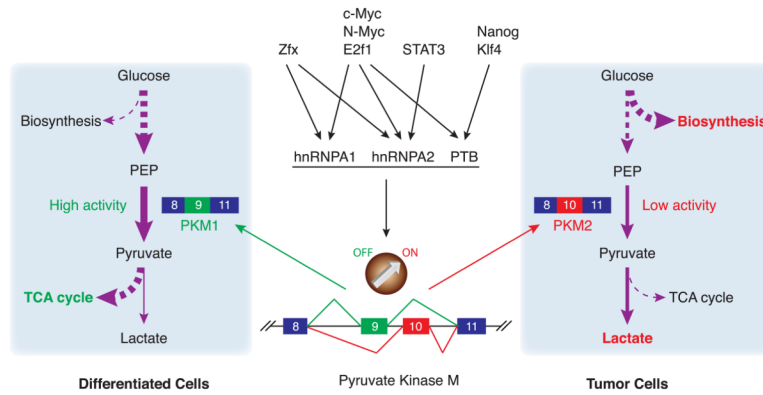 c-Myc
N-Myc
E2f1
Zfx
STAT3
Nanog
Klf4
hnRNPA1 hnRNPA2 PTB
Glucose
Biosynthesis
PEP
High activity
8 9 11
PKM1
Pyruvate
TCA cycle
Lactate
Differentiated Cells
OFF ON
8 9 10 11
Pyruvate Kinase M
Glucose
Biosynthesis
PEP
8 10 11
PKM2
Low activity
Pyruvate
TCA cycle
Lactate
Tumor Cells